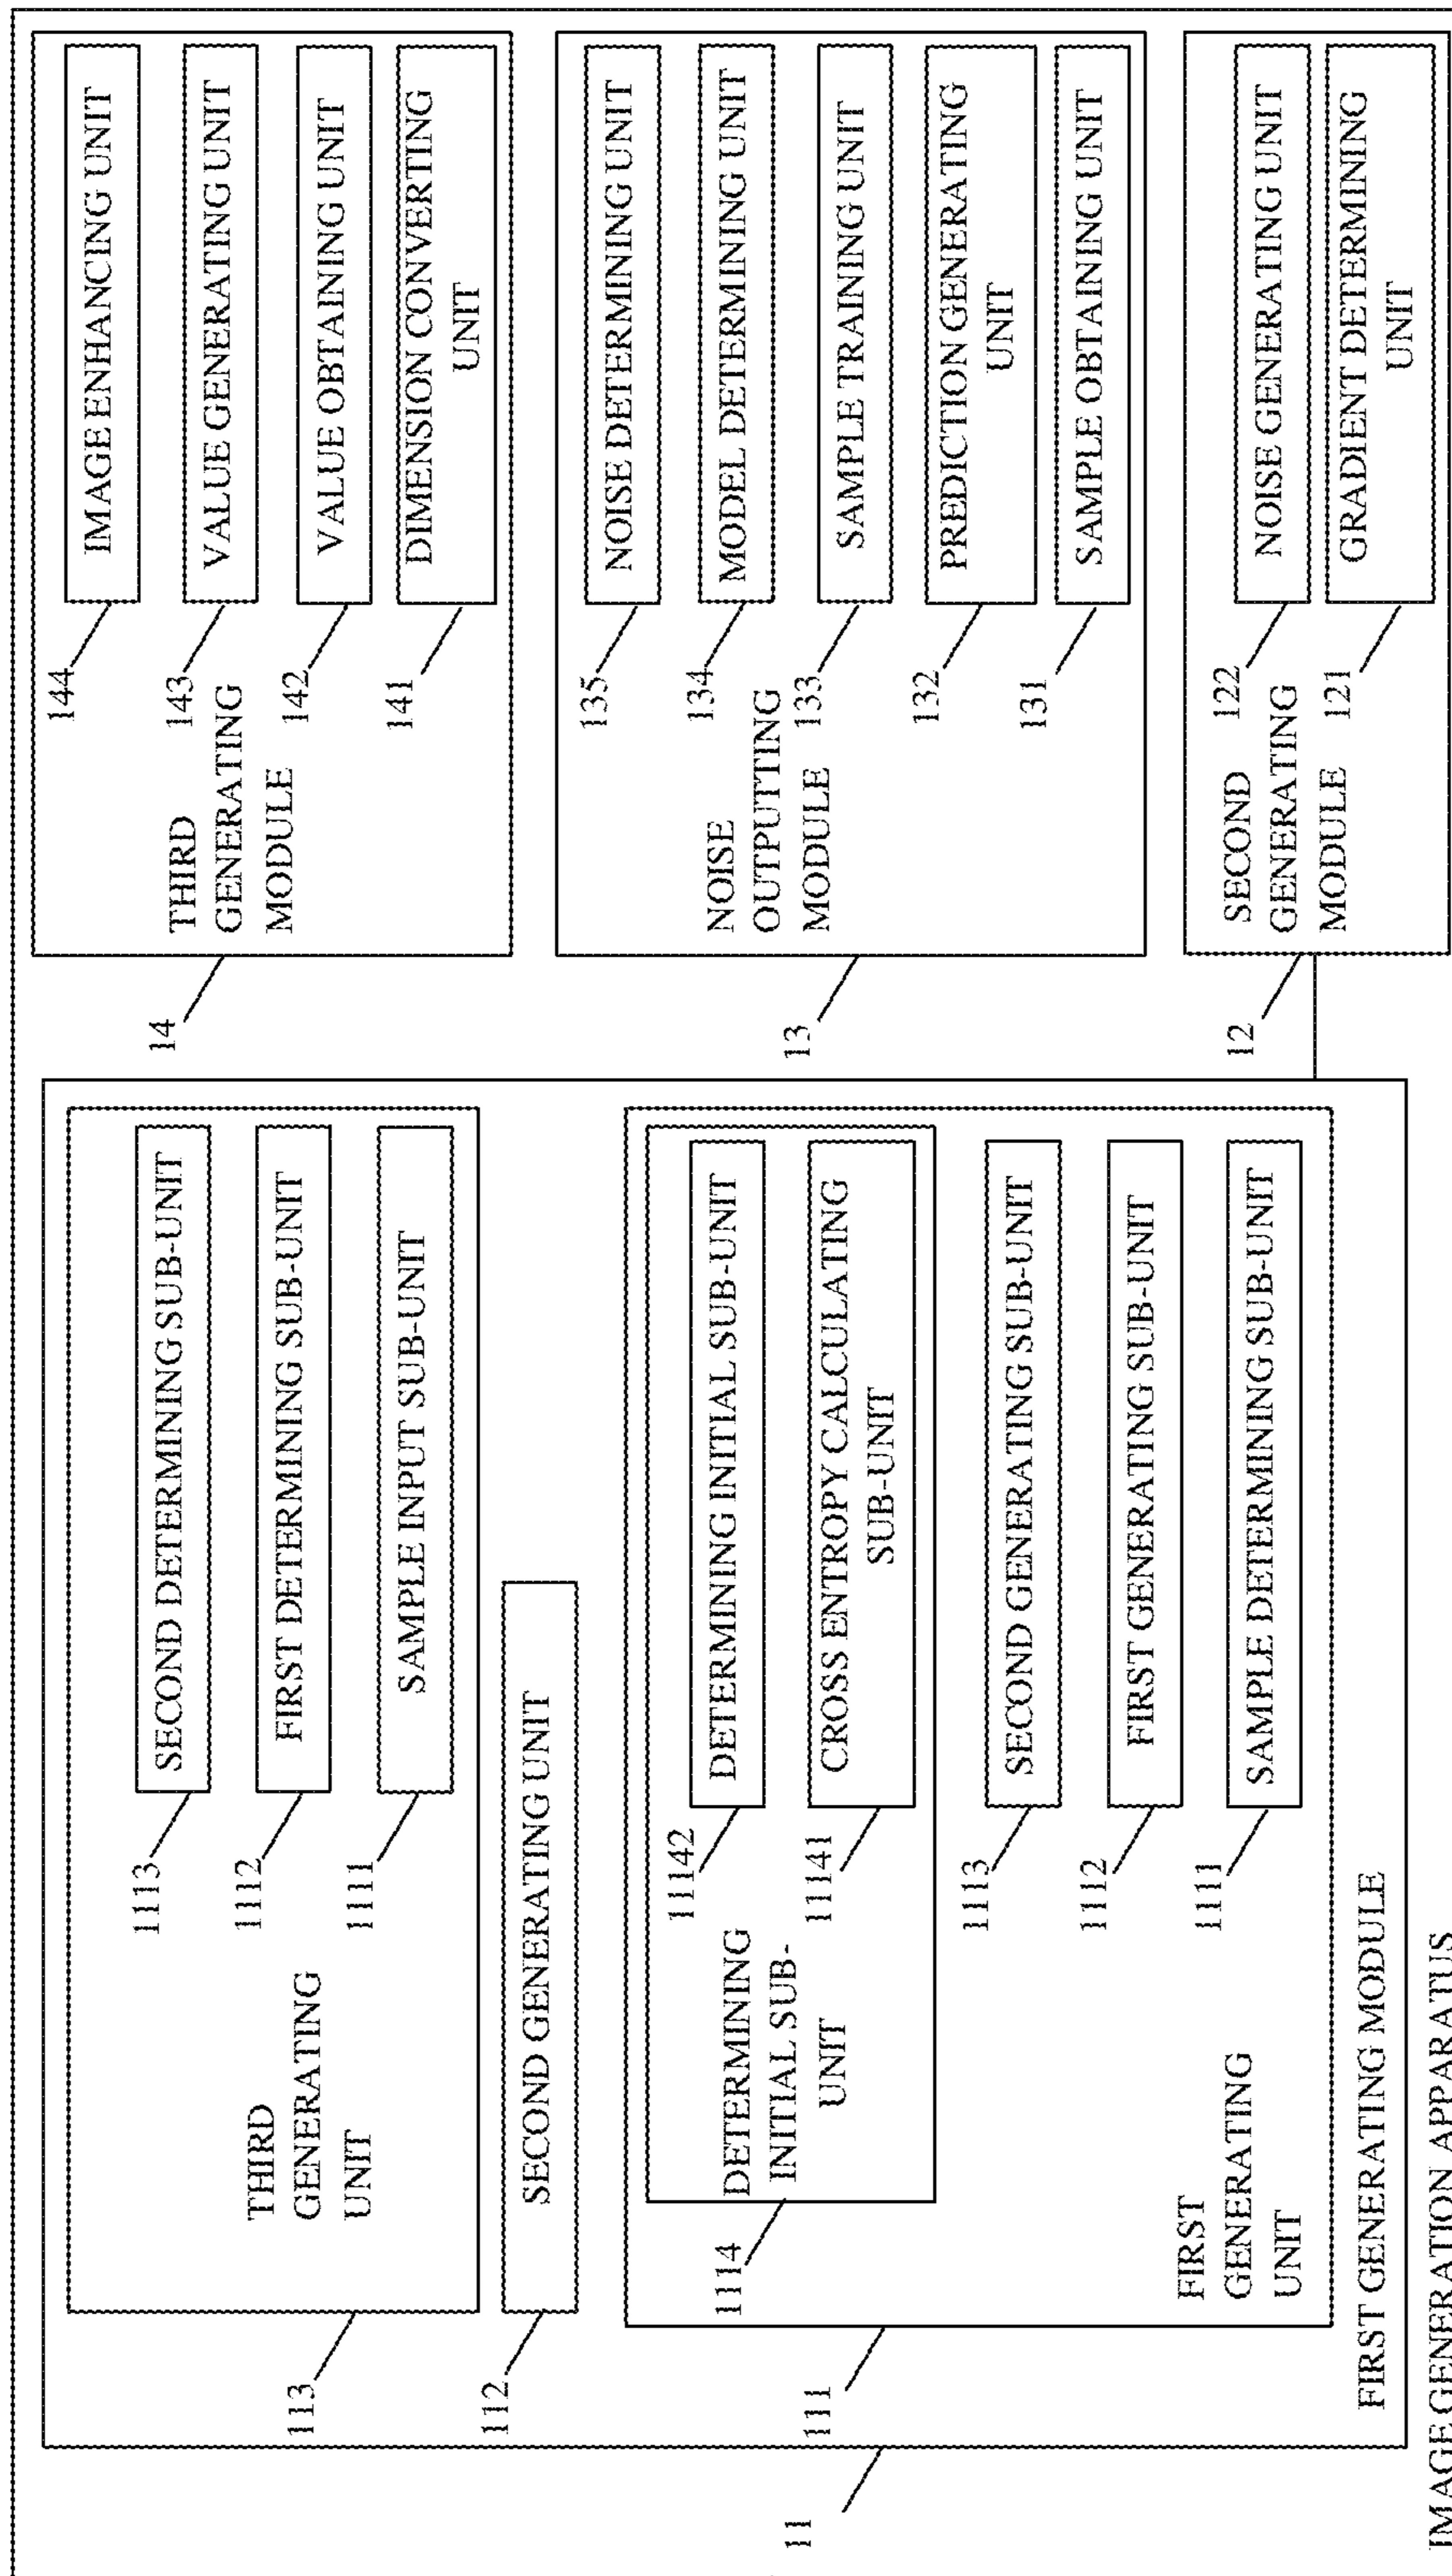 11
113
THIRD
GENERATING
UNIT
1113
SECOND DETERMINING SUB-UNIT
1112
FIRST DETERMINING SUB-UNIT
1111
SAMPLE INPUT SUB-UNIT
112
SECOND GENERATING UNIT
111
1114
DETERMINING
INITIAL SUB-
UNIT
11142
DETERMINING INITIAL SUB-UNIT
11141
CROSS ENTROPY CALCULATING
SUB-UNIT
1113
SECOND GENERATING SUB-UNIT
1112
FIRST GENERATING SUB-UNIT
1111
SAMPLE DETERMINING SUB-UNIT
FIRST
GENERATING
UNIT
FIRST GENERATING MODULE
14
THIRD
GENERATING
MODULE
144
IMAGE ENHANCING UNIT
143
VALUE GENERATING UNIT
142
VALUE OBTAINING UNIT
141
DIMENSION CONVERTING
UNIT
13
NOISE
OUTPUTTING
MODULE
135
NOISE DETERMINING UNIT
134
MODEL DETERMINING UNIT
133
SAMPLE TRAINING UNIT
132
PREDICTION GENERATING
UNIT
131
SAMPLE OBTAINING UNIT
12
SECOND
GENERATING
MODULE
122
NOISE GENERATING UNIT
121
GRADIENT DETERMINING
UNIT
IMAGE GENERATION APPARATUS